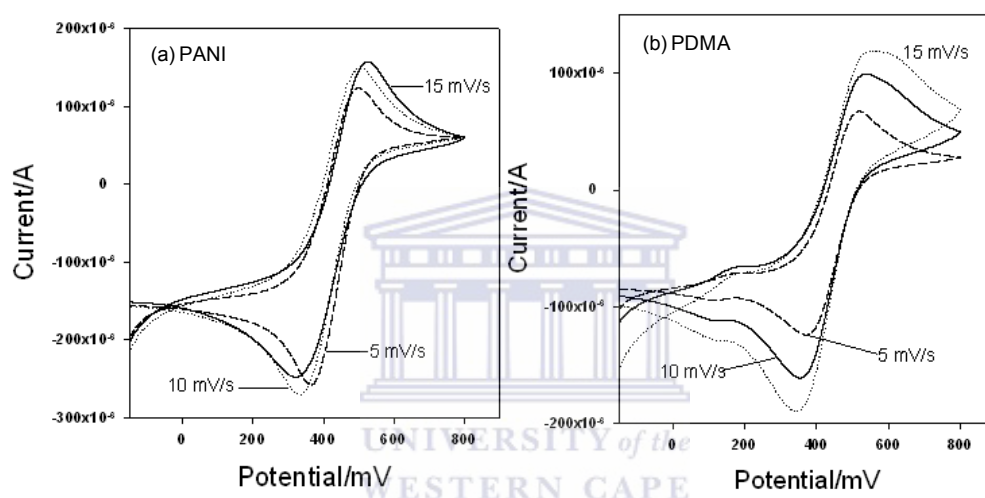 (a) PANI
200x10⁻⁶
100x10⁻⁶
0
-100x10⁻⁶
-200x10⁻⁶
-300x10⁻⁶
Current/A
15 mV/s
5 mV/s
10 mV/s
0
200
400
600
800
Potential/mV
(b) PDMA
100x10⁻⁶
0
-100x10⁻⁶
-200x10⁻⁶
Current/A
15 mV/s
5 mV/s
10 mV/s
0
200
400
600
800
Potential/mV
UNIVERSITY of the
WESTERN CAPE